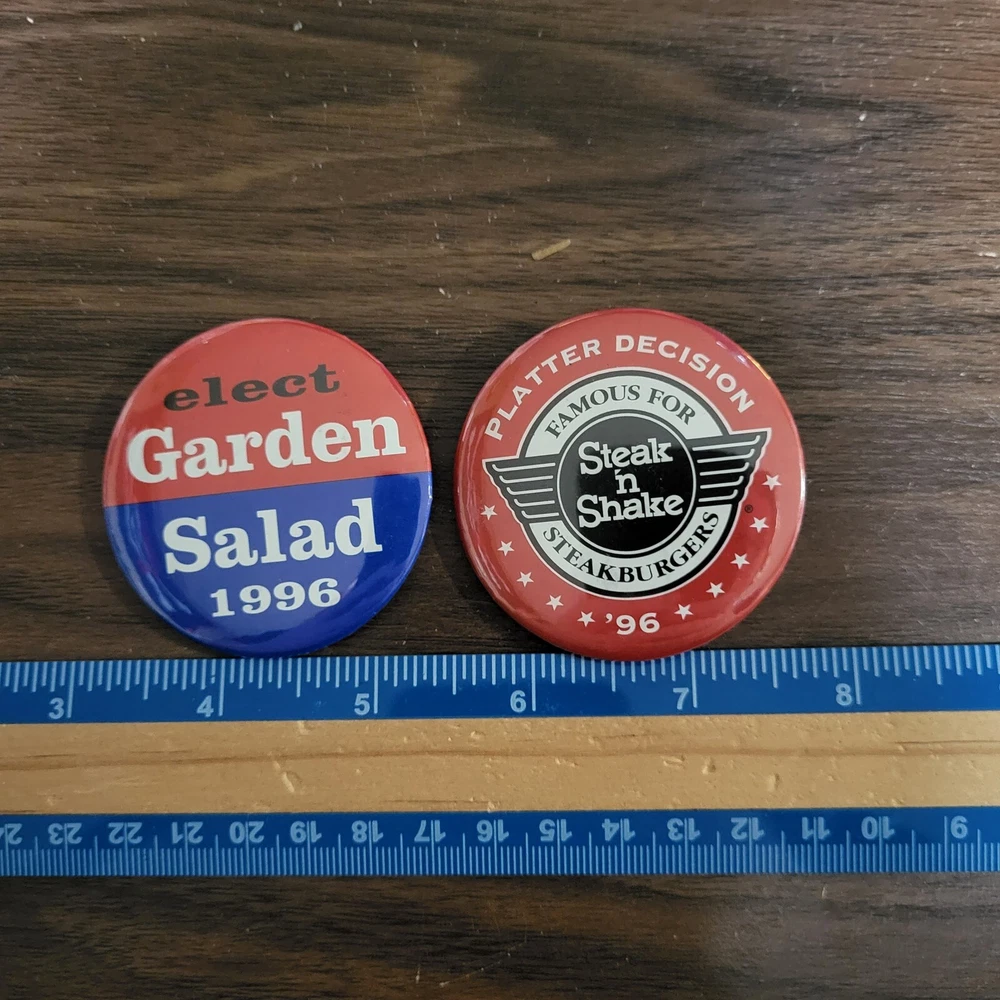 elect
Garden
Salad
1996
PLATTER DECISION
FAMOUS FOR
Steak
'n
Shake
®
STEAKBURGERS
'96
3 4 5 6 7 8
24 23 22 21 20 19 18 17 16 15 14 13 12 11 10 9